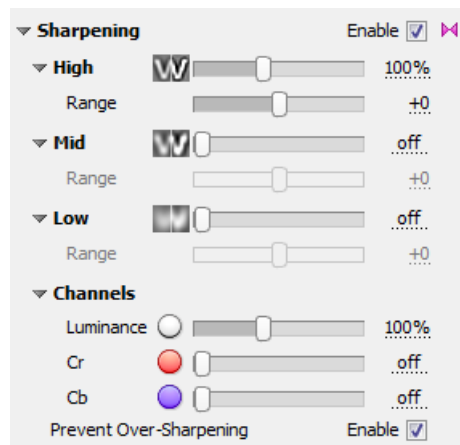 Sharpening Enable
High 100%
Range +0
Mid off
Range +0
Low off
Range +0
Channels
Luminance 100%
Cr off
Cb off
Prevent Over-Sharpening Enable